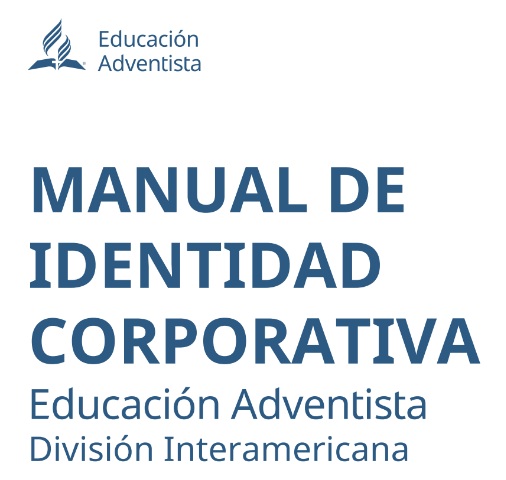 Educación
Adventista
MANUAL DE
IDENTIDAD
CORPORATIVA
Educación Adventista
División Interamericana